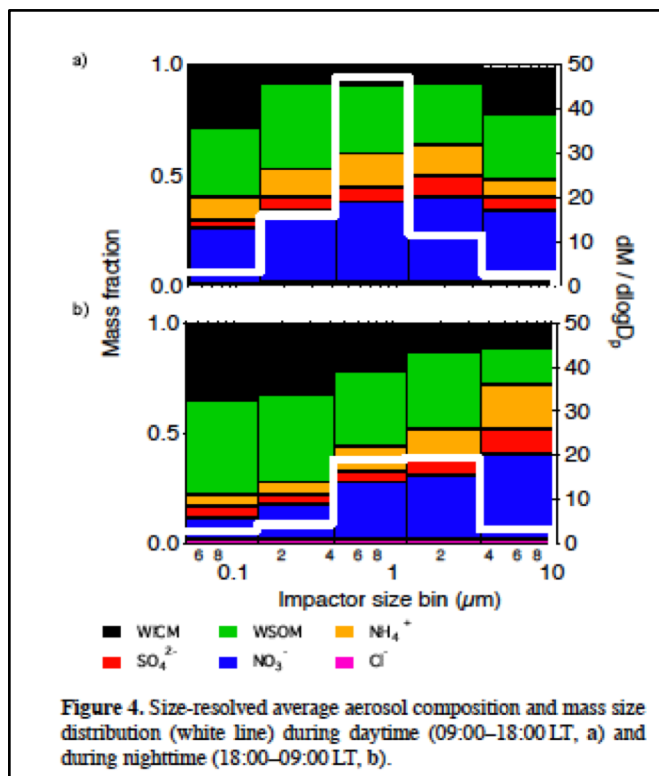 a)
1.0
0.5
0.0
Mass fraction
50
40
30
20
10
0
dM / dlogDp
b)
1.0
0.5
0.0
50
40
30
20
10
0
6 8 2 4 6 8 2 4 6 8
0.1 1 10
Impactor size bin (µm)
WICM WSOM NH₄⁺
SO₄²⁻ NO₃⁻ Cl⁻
Figure 4. Size-resolved average aerosol composition and mass size
distribution (white line) during daytime (09:00–18:00 LT, a) and
during nighttime (18:00–09:00 LT, b).